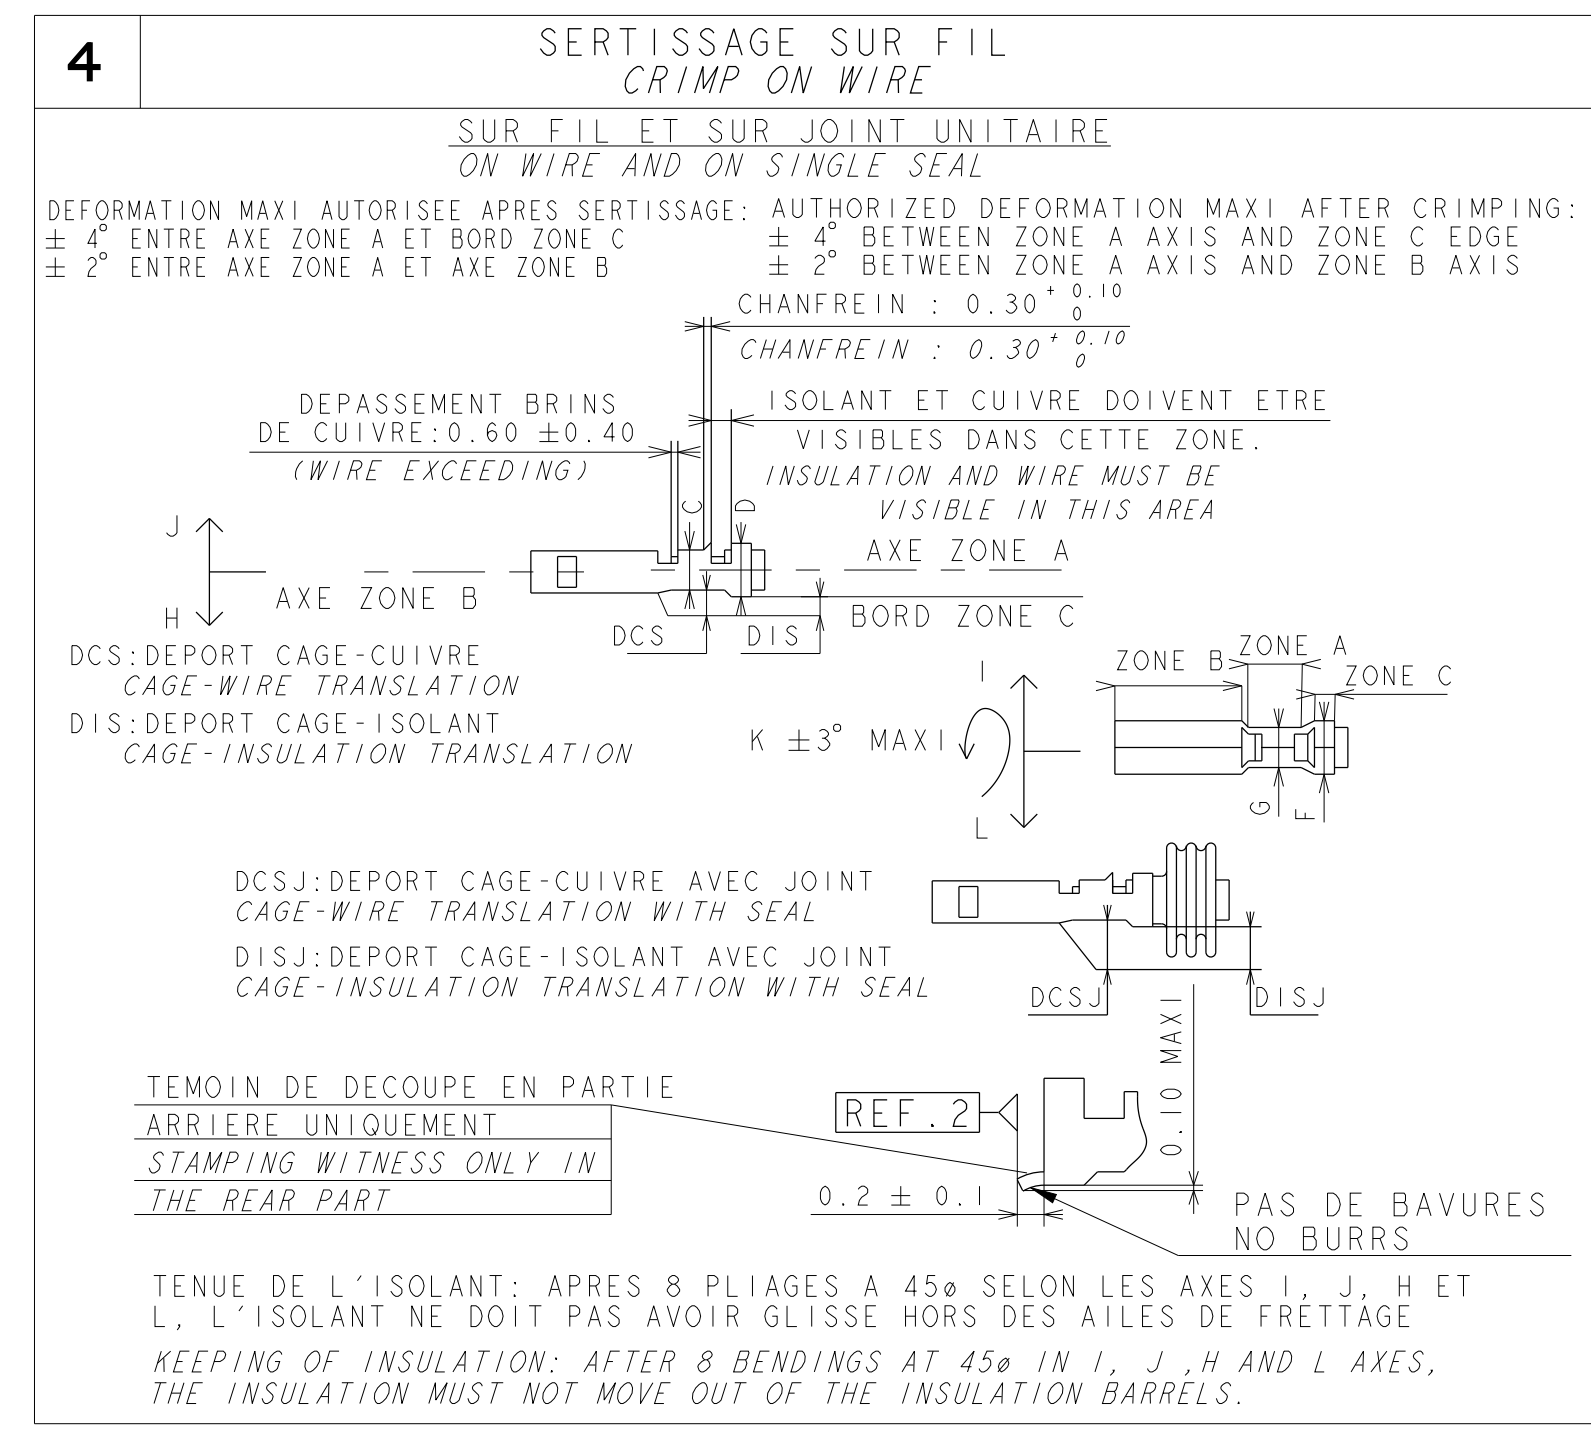 4
SERTISSAGE SUR FIL
CRIMP ON WIRE
SUR FIL ET SUR JOINT UNITAIRE
ON WIRE AND ON SINGLE SEAL
DEFORMATION MAXI AUTORISEE APRES SERTISSAGE:
± 4° ENTRE AXE ZONE A ET BORD ZONE C
± 2° ENTRE AXE ZONE A ET AXE ZONE B
AUTHORIZED DEFORMATION MAXI AFTER CRIMPING:
± 4° BETWEEN ZONE A AXIS AND ZONE C EDGE
± 2° BETWEEN ZONE A AXIS AND ZONE B AXIS
CHANFREIN : 0.30 + 0.10
0
CHANFREIN : 0.30 + 0.10
0
DEPASSEMENT BRINS
DE CUIVRE:0.60 ±0.40
(WIRE EXCEEDING)
ISOLANT ET CUIVRE DOIVENT ETRE
VISIBLES DANS CETTE ZONE.
INSULATION AND WIRE MUST BE
VISIBLE IN THIS AREA
C
D
J
H
AXE ZONE B
AXE ZONE A
BORD ZONE C
DCS
DIS
DCS:DEPORT CAGE-CUIVRE
CAGE-WIRE TRANSLATION
DIS:DEPORT CAGE-ISOLANT
CAGE-INSULATION TRANSLATION
I
K ±3° MAXI
L
ZONE B
ZONE A
ZONE C
G
F
DCSJ:DEPORT CAGE-CUIVRE AVEC JOINT
CAGE-WIRE TRANSLATION WITH SEAL
DISJ:DEPORT CAGE-ISOLANT AVEC JOINT
CAGE-INSULATION TRANSLATION WITH SEAL
DCSJ
DISJ
TEMOIN DE DECOUPE EN PARTIE
ARRIERE UNIQUEMENT
STAMPING WITNESS ONLY IN
THE REAR PART
REF.2
0.10 MAXI
0.2 ± 0.1
PAS DE BAVURES
NO BURRS
TENUE DE L'ISOLANT: APRES 8 PLIAGES A 45ø SELON LES AXES I, J, H ET
L, L'ISOLANT NE DOIT PAS AVOIR GLISSE HORS DES AILES DE FRETTAGE
KEEPING OF INSULATION: AFTER 8 BENDINGS AT 45ø IN I, J ,H AND L AXES,
THE INSULATION MUST NOT MOVE OUT OF THE INSULATION BARRELS.